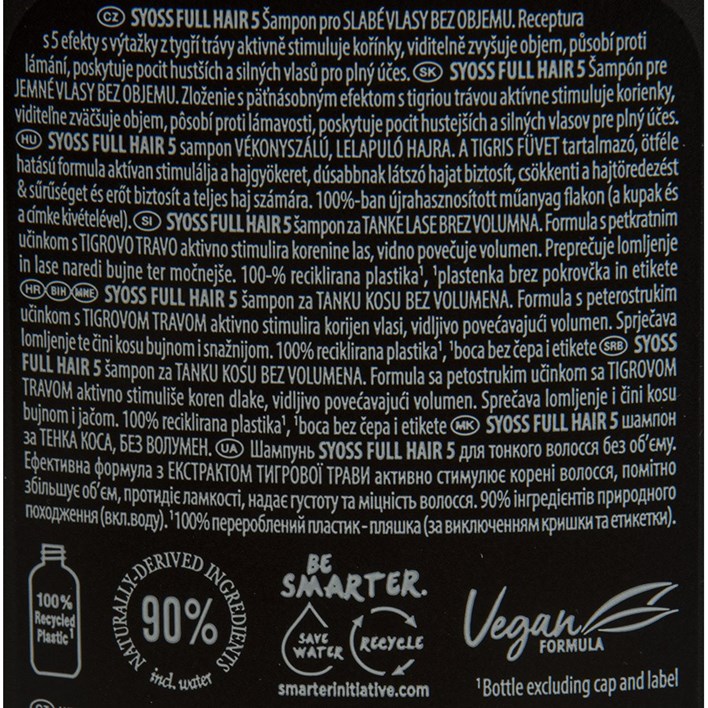 CZ SYOSS FULL HAIR 5 Šampon pro SLABÉ VLASY BEZ OBJEMU. Receptura
s 5 efekty s výtažky z tygří trávy aktivně stimuluje kořínky, viditelně zvyšuje objem, působí proti
lámání, poskytuje pocit hustších a silných vlasů pro plný účes. SK SYOSS FULL HAIR 5 Šampón pre
JEMNÉ VLASY BEZ OBJEMU. Zloženie s päťnásobným efektom s tigriou trávou aktívne stimuluje korienky,
viditeľne zväčšuje objem, pôsobí proti lámavosti, poskytuje pocit hustejších a silných vlasov pre plný účes.
HU SYOSS FULL HAIR 5 sampon VÉKONYSZÁLÚ, LELAPULÓ HAJRA. A TIGRIS FÜVET tartalmazó, ötféle
hatású formula aktívan stimulálja a hajgyökeret, dúsabbnak látszó hajat biztosít, csökkenti a hajtöredezést
& sűrűséget és erőt biztosít a teljes haj számára. 100%-ban újrahasznosított műanyag flakon (a kupak és
a címke kivételével). SI SYOSS FULL HAIR 5 šampon za TANKE LASE BREZ VOLUMNA. Formula s petkratnim
učinkom s TIGROVO TRAVO aktivno stimulira korenine las, vidno povečuje volumen. Preprečuje lomljenje
in lase naredi bujne ter močnejše. 100-% reciklirana plastika¹, ¹plastenka brez pokrovčka in etikete
HR BIH MNE SYOSS FULL HAIR 5 šampon za TANKU KOSU BEZ VOLUMENA. Formula s peterostrukim
učinkom s TIGROVOM TRAVOM aktivno stimulira korijen vlasi, vidljivo povećavajući volumen. Sprječava
lomljenje te čini kosu bujnom i snažnijom. 100% reciklirana plastika¹, ¹boca bez čepa i etikete SRB SYOSS
FULL HAIR 5 šampon za TANKU KOSU BEZ VOLUMENA. Formula sa petostrukim učinkom sa TIGROVOM
TRAVOM aktivno stimuliše koren dlake, vidljivo povećavajući volumen. Sprečava lomljenje i čini kosu
bujnom i jačom. 100% reciklirana plastika¹, ¹boca bez čepa i etikete MK SYOSS FULL HAIR 5 шампон
за ТЕНКА КОСА, БЕЗ ВОЛУМЕН. UA Шампунь SYOSS FULL HAIR 5 для тонкого волосся без об'єму.
Ефективна формула з ЕКСТРАКТОМ ТИГРОВОЇ ТРАВИ активно стимулює корені волосся, помітно
збільшує об'єм, протидіє ламкості, надає густоту та міцність волосся. 90% інгредієнтів природного
походження (вкл.воду). ¹100% перероблений пластик - пляшка (за виключенням кришки та етикетки).
100%
Recycled
Plastic¹
NATURALLY-DERIVED INGREDIENTS
90%
incl. water
BE
SMARTER.
SAVE
WATER
RECYCLE
smarterinitiative.com
Vegan
FORMULA
¹Bottle excluding cap and label